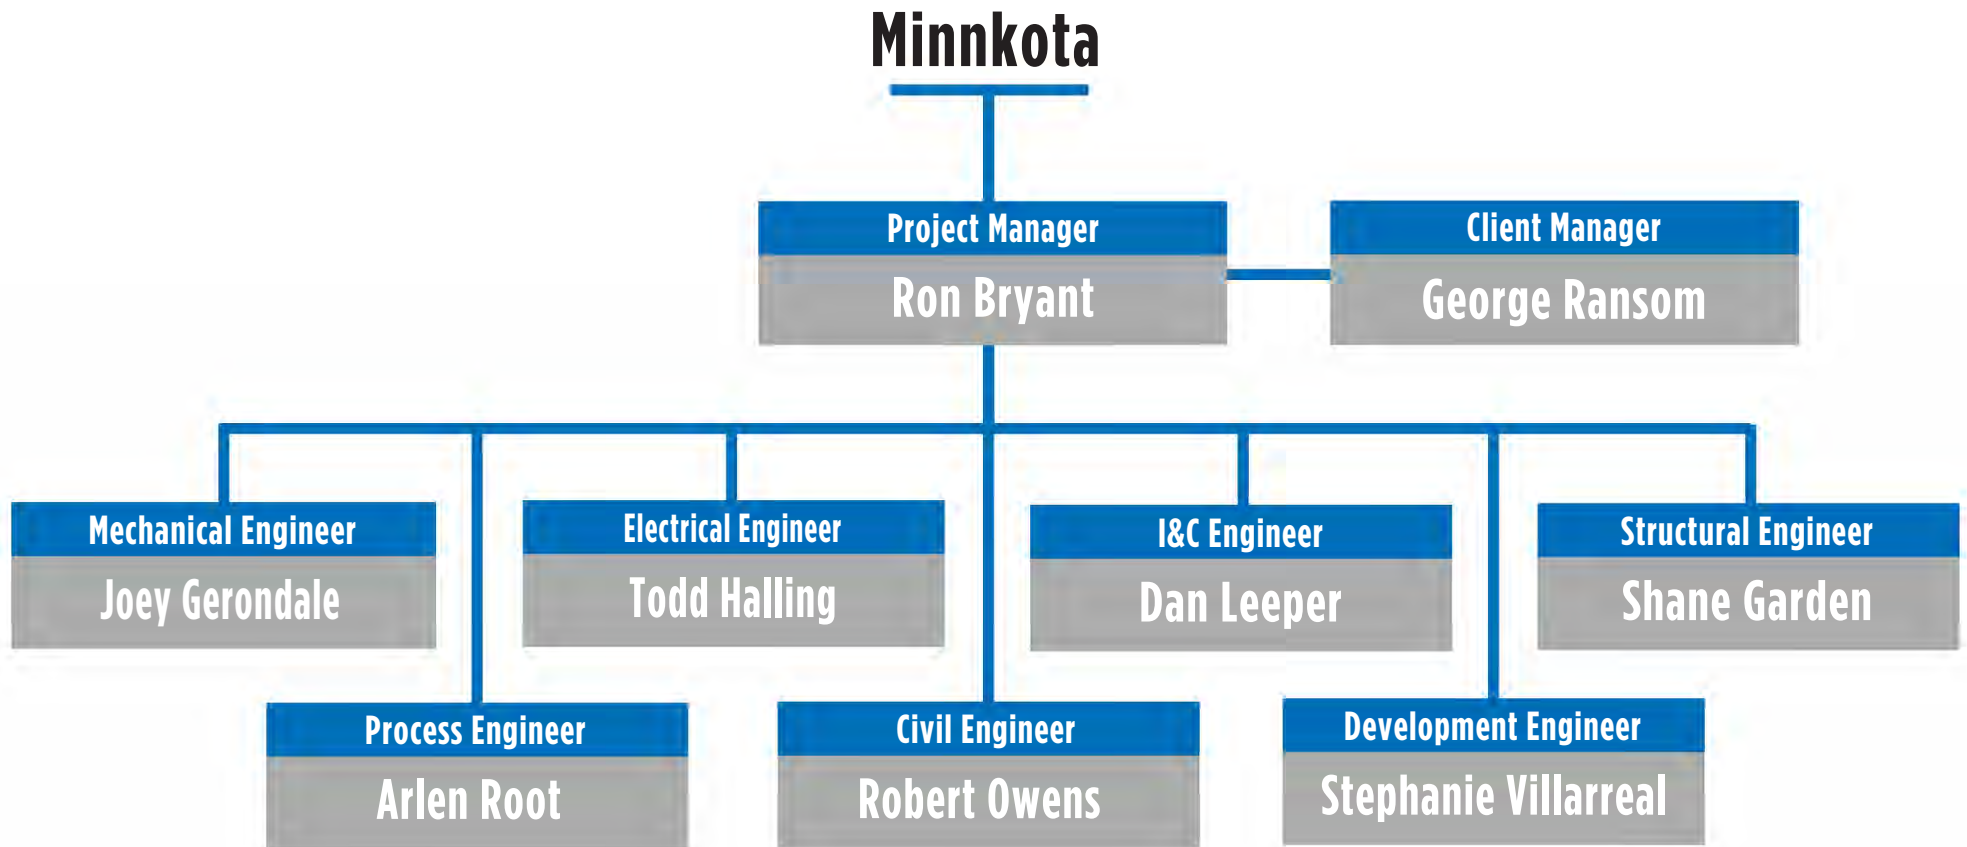 Minnkota
Project Manager
Ron Bryant
Client Manager
George Ransom
Mechanical Engineer
Joey Gerondale
Electrical Engineer
Todd Halling
I&C Engineer
Dan Leeper
Structural Engineer
Shane Garden
Process Engineer
Arlen Root
Civil Engineer
Robert Owens
Development Engineer
Stephanie Villarreal